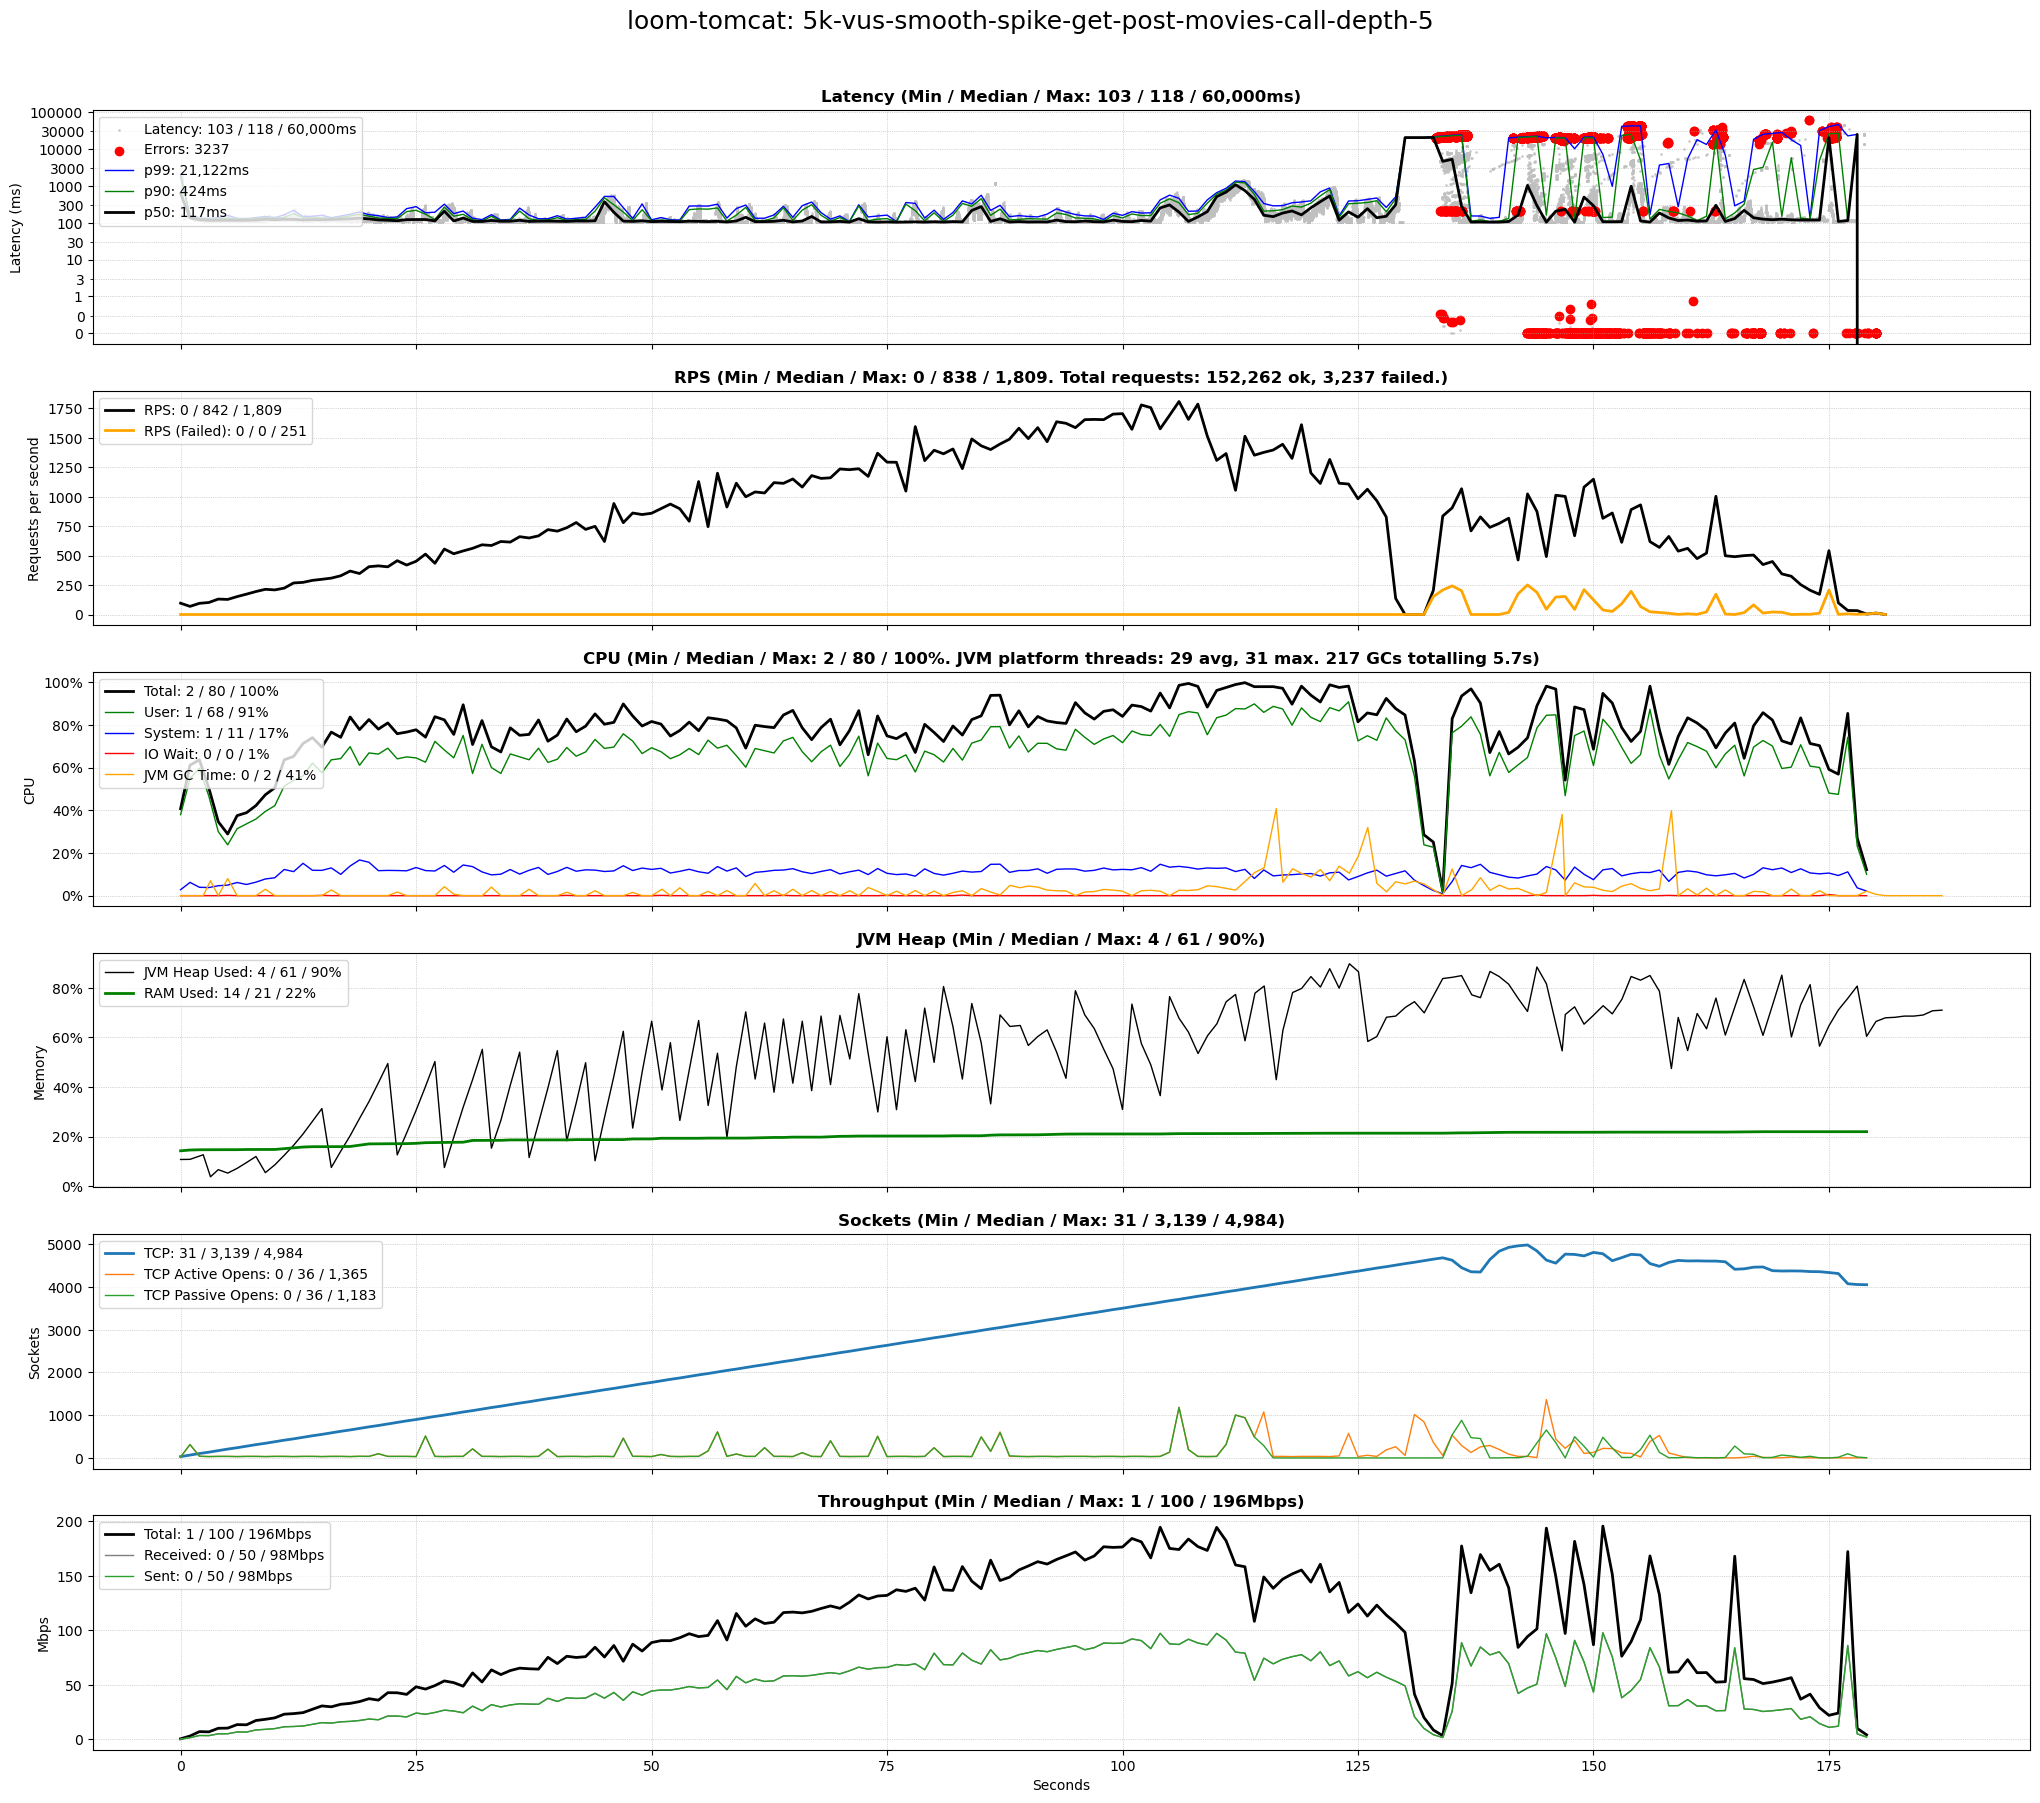 loom-tomcat: 5k-vus-smooth-spike-get-post-movies-call-depth-5
Latency (Min / Median / Max: 103 / 118 / 60,000ms)
Latency (ms)
100000
30000
10000
3000
1000
300
100
30
10
3
1
0
0
Latency: 103 / 118 / 60,000ms
Errors: 3237
p99: 21,122ms
p90: 424ms
p50: 117ms
RPS (Min / Median / Max: 0 / 838 / 1,809. Total requests: 152,262 ok, 3,237 failed.)
Requests per second
1750
1500
1250
1000
750
500
250
0
RPS: 0 / 842 / 1,809
RPS (Failed): 0 / 0 / 251
CPU (Min / Median / Max: 2 / 80 / 100%. JVM platform threads: 29 avg, 31 max. 217 GCs totalling 5.7s)
CPU
100%
80%
60%
40%
20%
0%
Total: 2 / 80 / 100%
User: 1 / 68 / 91%
System: 1 / 11 / 17%
IO Wait: 0 / 0 / 1%
JVM GC Time: 0 / 2 / 41%
JVM Heap (Min / Median / Max: 4 / 61 / 90%)
Memory
80%
60%
40%
20%
0%
JVM Heap Used: 4 / 61 / 90%
RAM Used: 14 / 21 / 22%
Sockets (Min / Median / Max: 31 / 3,139 / 4,984)
Sockets
5000
4000
3000
2000
1000
0
TCP: 31 / 3,139 / 4,984
TCP Active Opens: 0 / 36 / 1,365
TCP Passive Opens: 0 / 36 / 1,183
Throughput (Min / Median / Max: 1 / 100 / 196Mbps)
Mbps
200
150
100
50
0
Total: 1 / 100 / 196Mbps
Received: 0 / 50 / 98Mbps
Sent: 0 / 50 / 98Mbps
0 25 50 75 100 125 150 175
Seconds